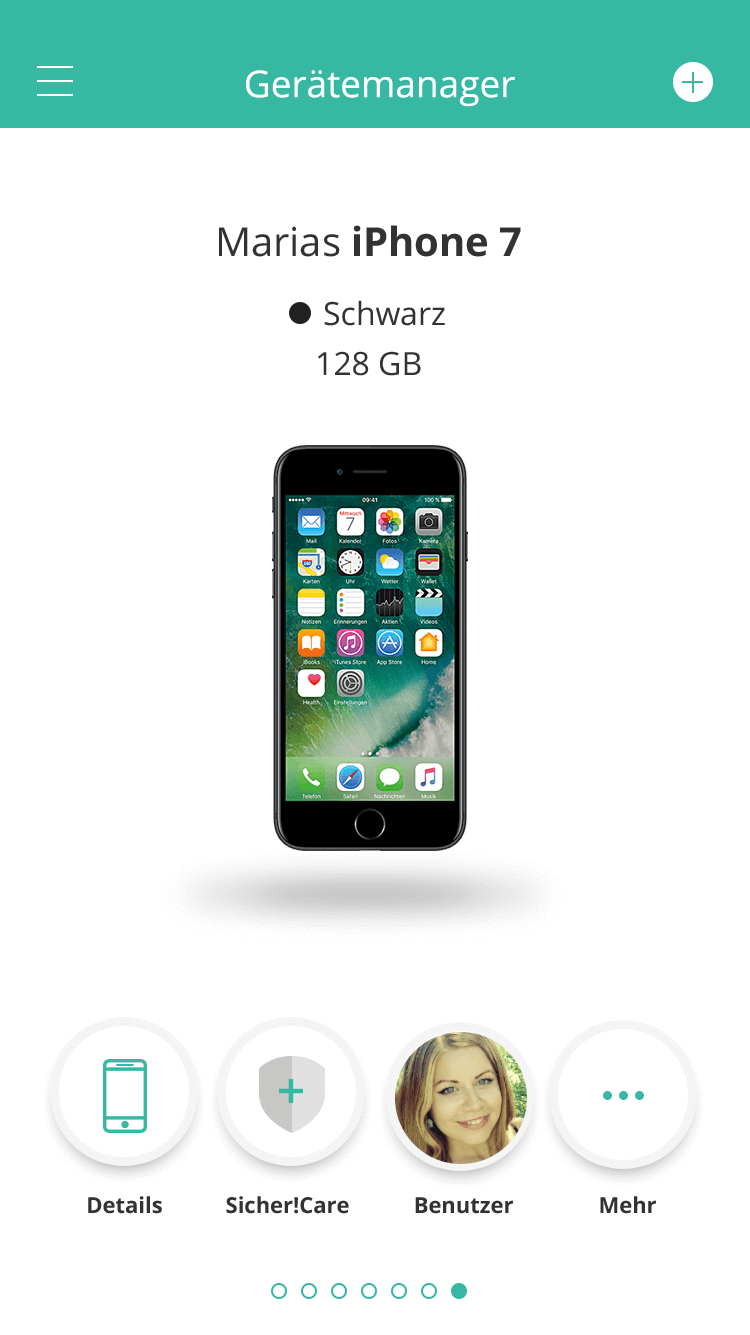 Gerätemanager
Marias iPhone 7
Schwarz
128 GB
09:41 100 %
Mittwoch
7
Mail Kalender Fotos Kamera
280
Karten Uhr Wetter Wallet
Notizen Erinnerungen Aktien Videos
iBooks iTunes Store App Store Home
Health Einstellungen
Telefon Safari Nachrichten Musik
Details Sicher!Care Benutzer Mehr